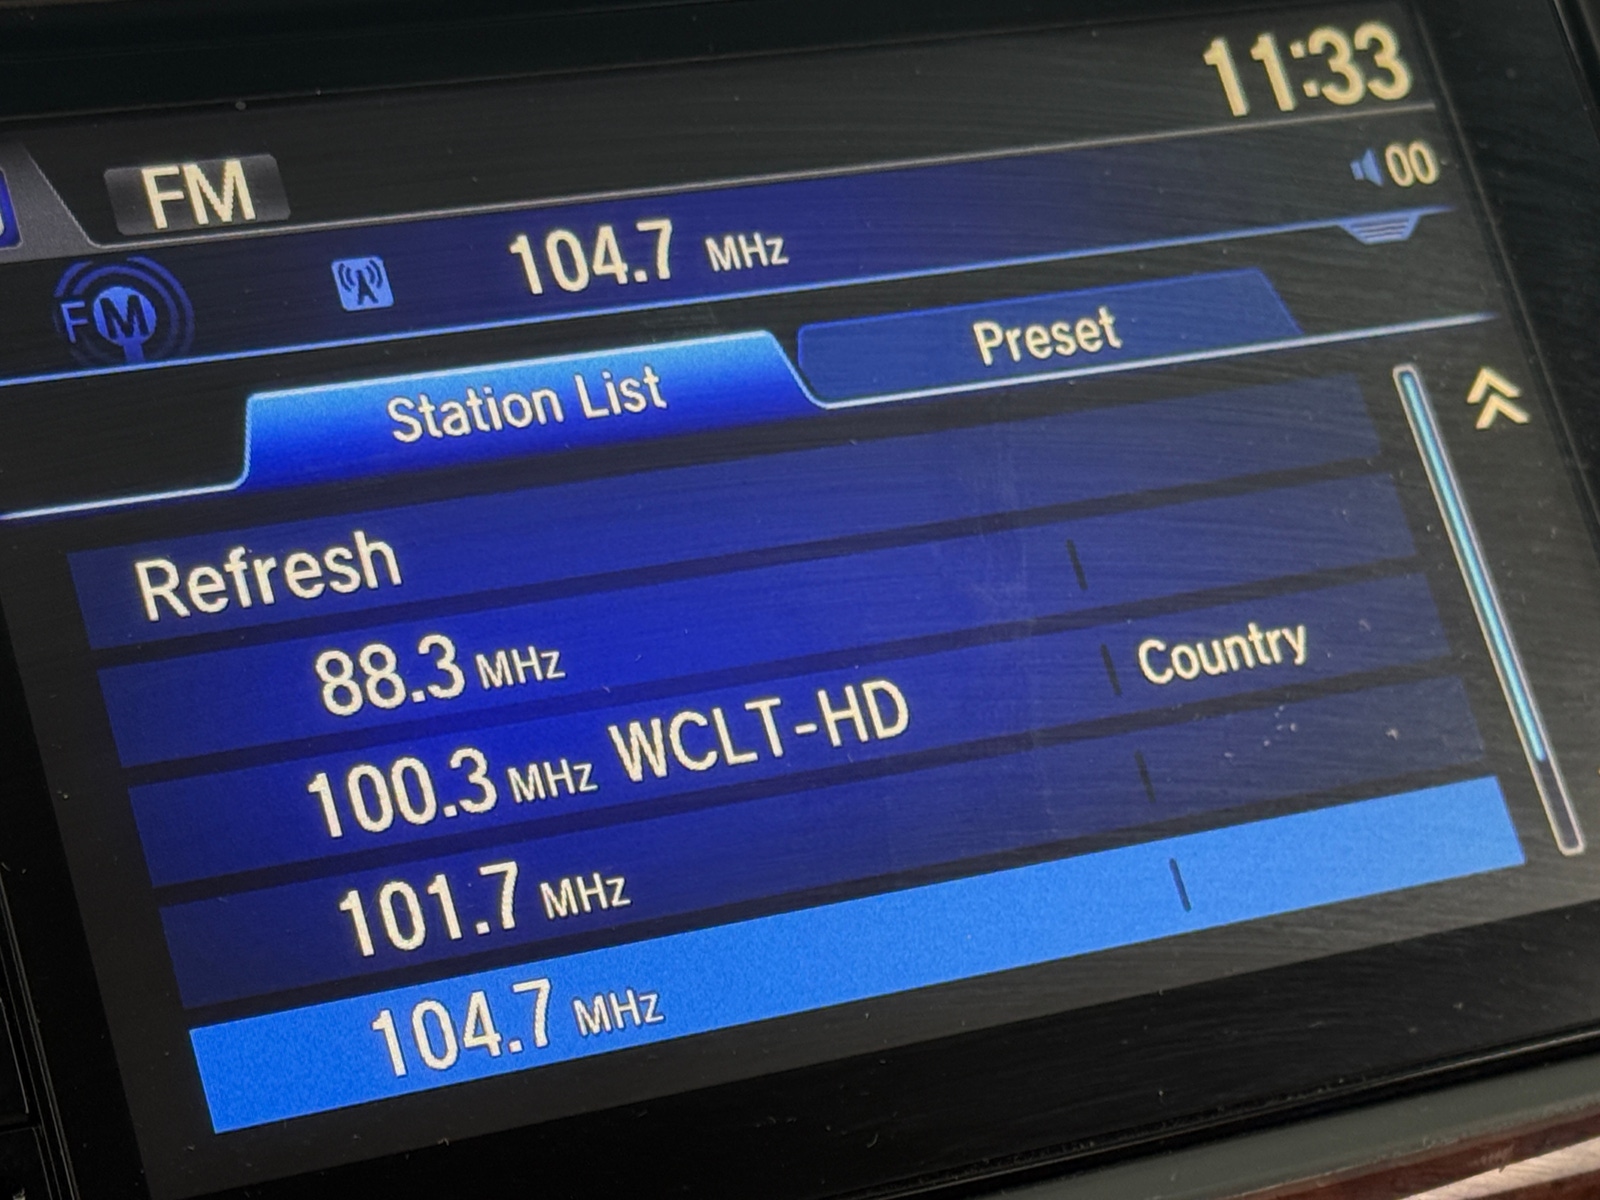 11:33
FM
00
FM
104.7 MHz
Station List
Preset
Refresh
88.3 MHz
100.3 MHz WCLT-HD Country
101.7 MHz
104.7 MHz